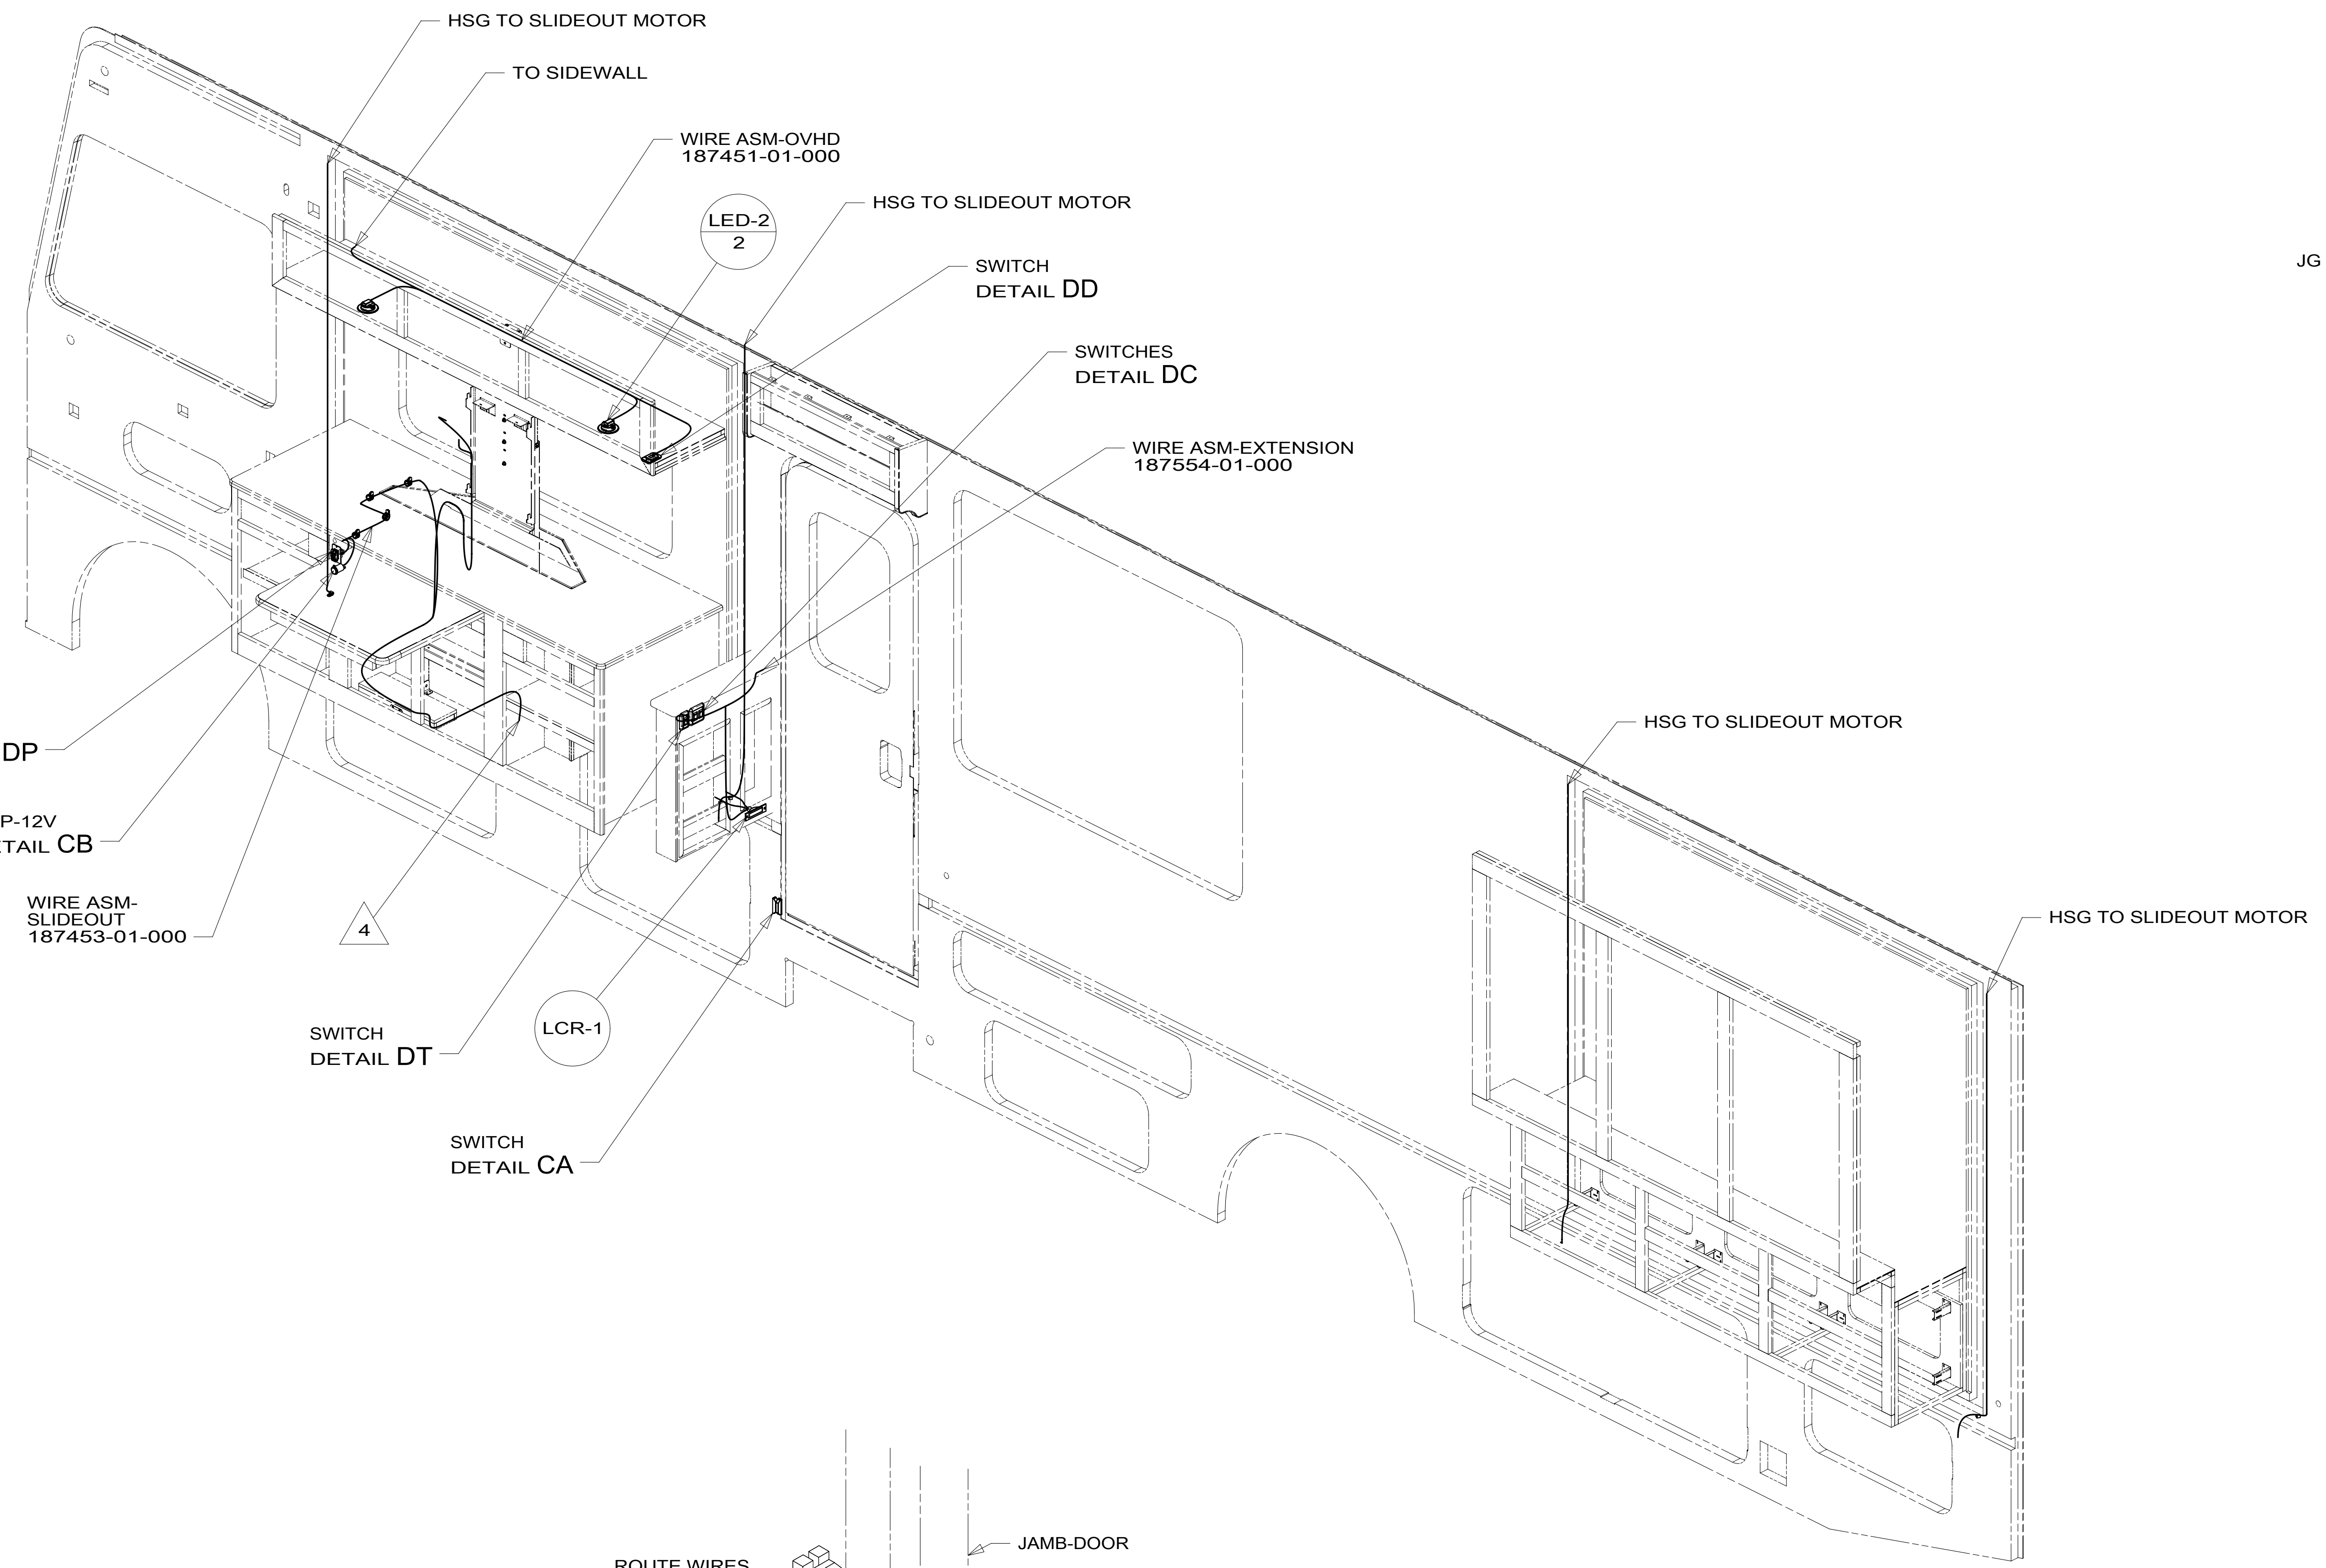 HSG TO SLIDEOUT MOTOR
TO SIDEWALL
WIRE ASM-OVHD
187451-01-000
LED-2
2
HSG TO SLIDEOUT MOTOR
SWITCH
DETAIL DD
JG
SWITCHES
DETAIL DC
WIRE ASM-EXTENSION
187554-01-000
HSG TO SLIDEOUT MOTOR
DP
P-12V
ETAIL CB
WIRE ASM-
SLIDEOUT
187453-01-000
4
HSG TO SLIDEOUT MOTOR
LCR-1
SWITCH
DETAIL DT
SWITCH
DETAIL CA
JAMB-DOOR
ROUTE WIRES